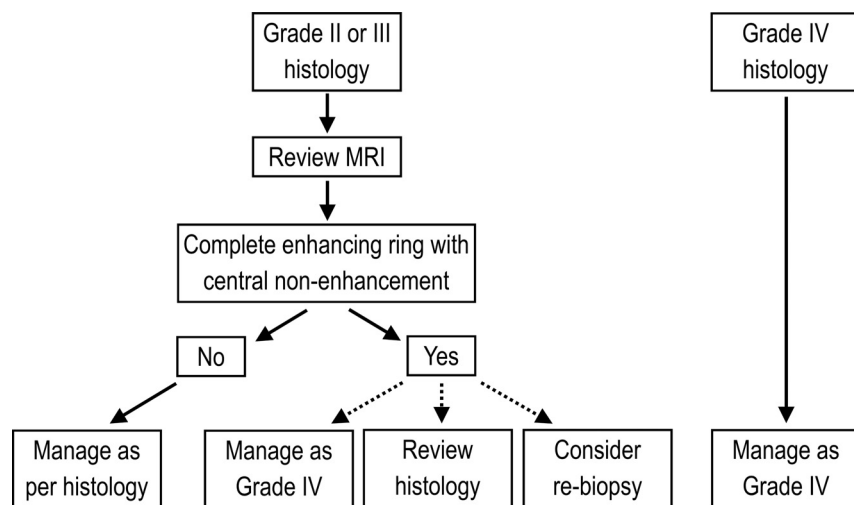 Grade II or III
histology
Grade IV
histology
Review MRI
Complete enhancing ring with
central non-enhancement
No
Yes
Manage as
per histology
Manage as
Grade IV
Review
histology
Consider
re-biopsy
Manage as
Grade IV